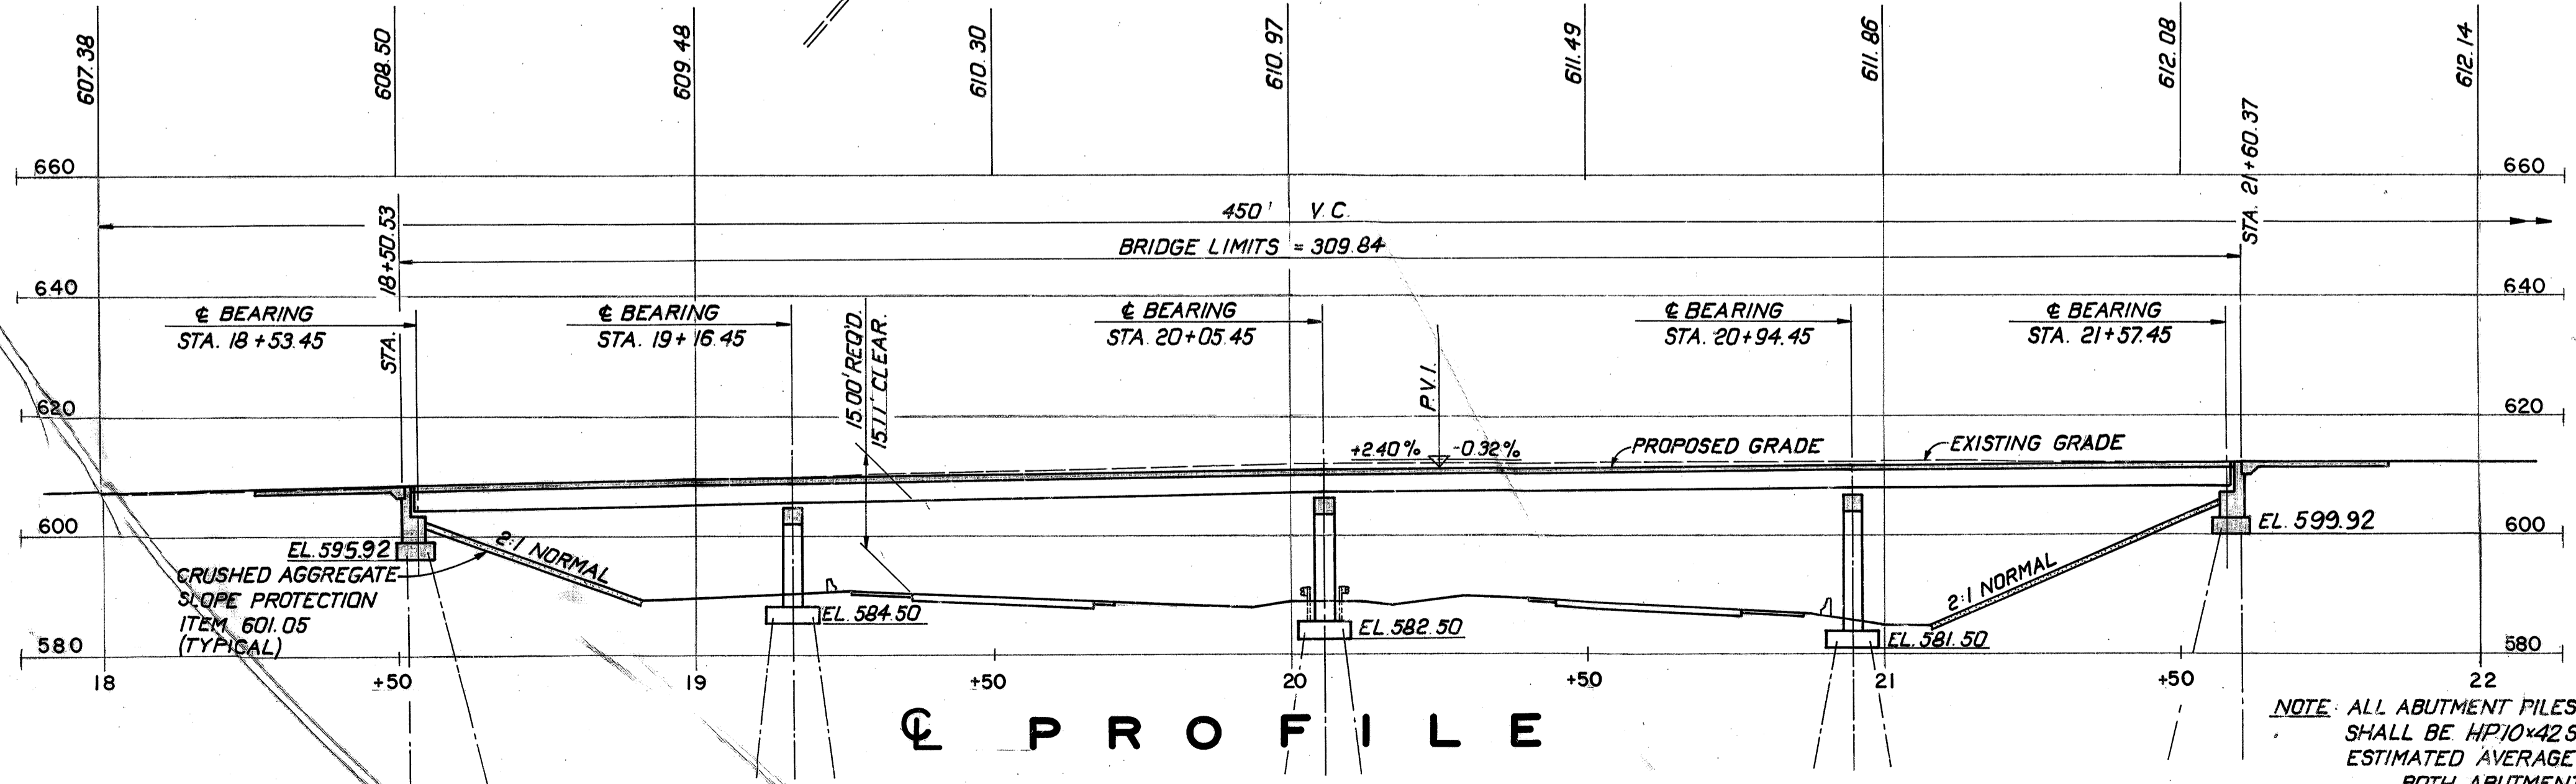 607.38
608.50
609.48
610.30
610.97
611.49
611.86
612.08
612.14
660
660
450' V.C.
BRIDGE LIMITS = 309.84
STA. 18+50.53
STA. 21+60.37
640
640
℄ BEARING
STA. 18+53.45
℄ BEARING
STA. 19+16.45
15.00' REQ'D.
15.11' CLEAR.
℄ BEARING
STA. 20+05.45
P.V.I.
℄ BEARING
STA. 20+94.45
℄ BEARING
STA. 21+57.45
620
620
+2.40% -0.32%
PROPOSED GRADE
EXISTING GRADE
600
600
EL. 595.92
2:1 NORMAL
EL. 599.92
CRUSHED AGGREGATE
SLOPE PROTECTION
ITEM 601.05
(TYPICAL)
EL. 584.50
EL. 582.50
EL. 581.50
2:1 NORMAL
580
580
18
+50
19
+50
20
+50
21
+50
22
℄ PROFILE
NOTE: ALL ABUTMENT PILES
SHALL BE HP10x42
ESTIMATED AVERAGE
BOTH ABUTMENT